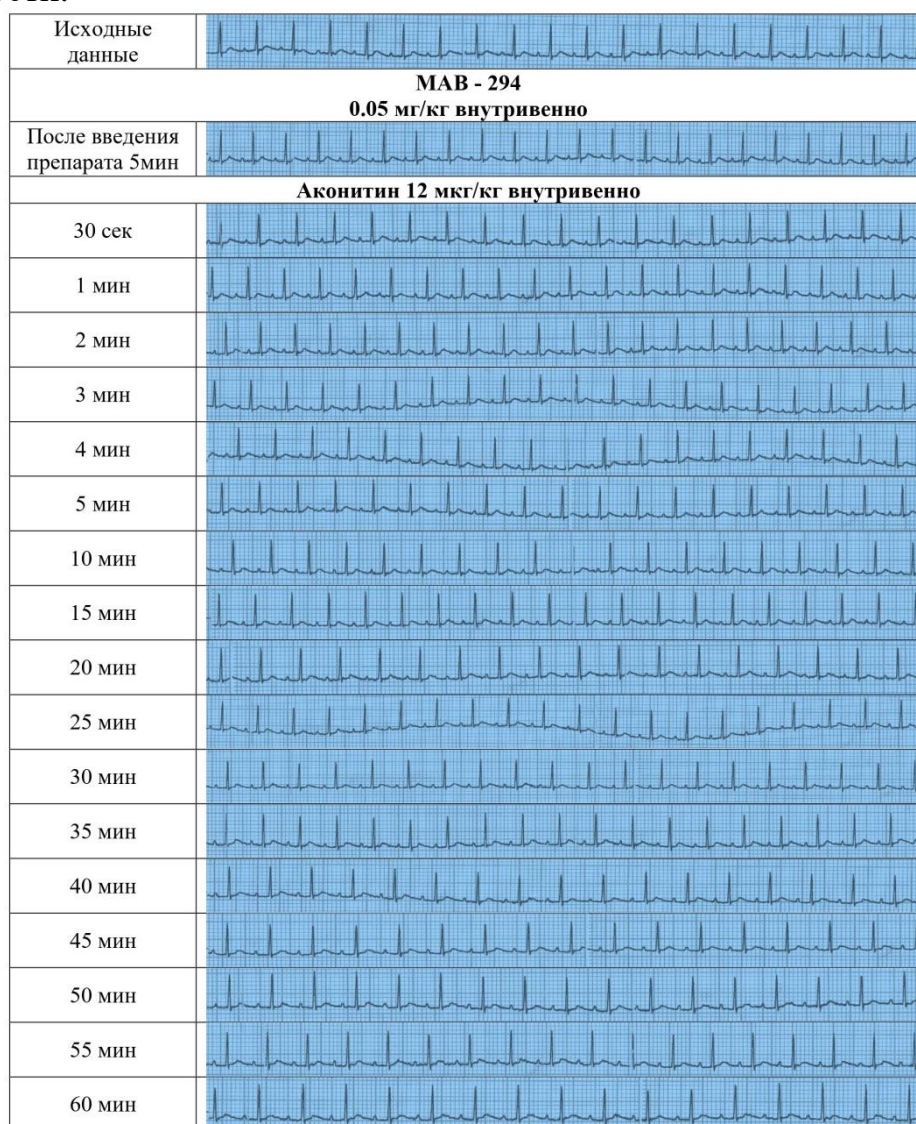 Исходные
данные
МАВ - 294
0.05 мг/кг внутривенно
После введения
препарата 5мин
Аконитин 12 мкг/кг внутривенно
30 сек
1 мин
2 мин
3 мин
4 мин
5 мин
10 мин
15 мин
20 мин
25 мин
30 мин
35 мин
40 мин
45 мин
50 мин
55 мин
60 мин